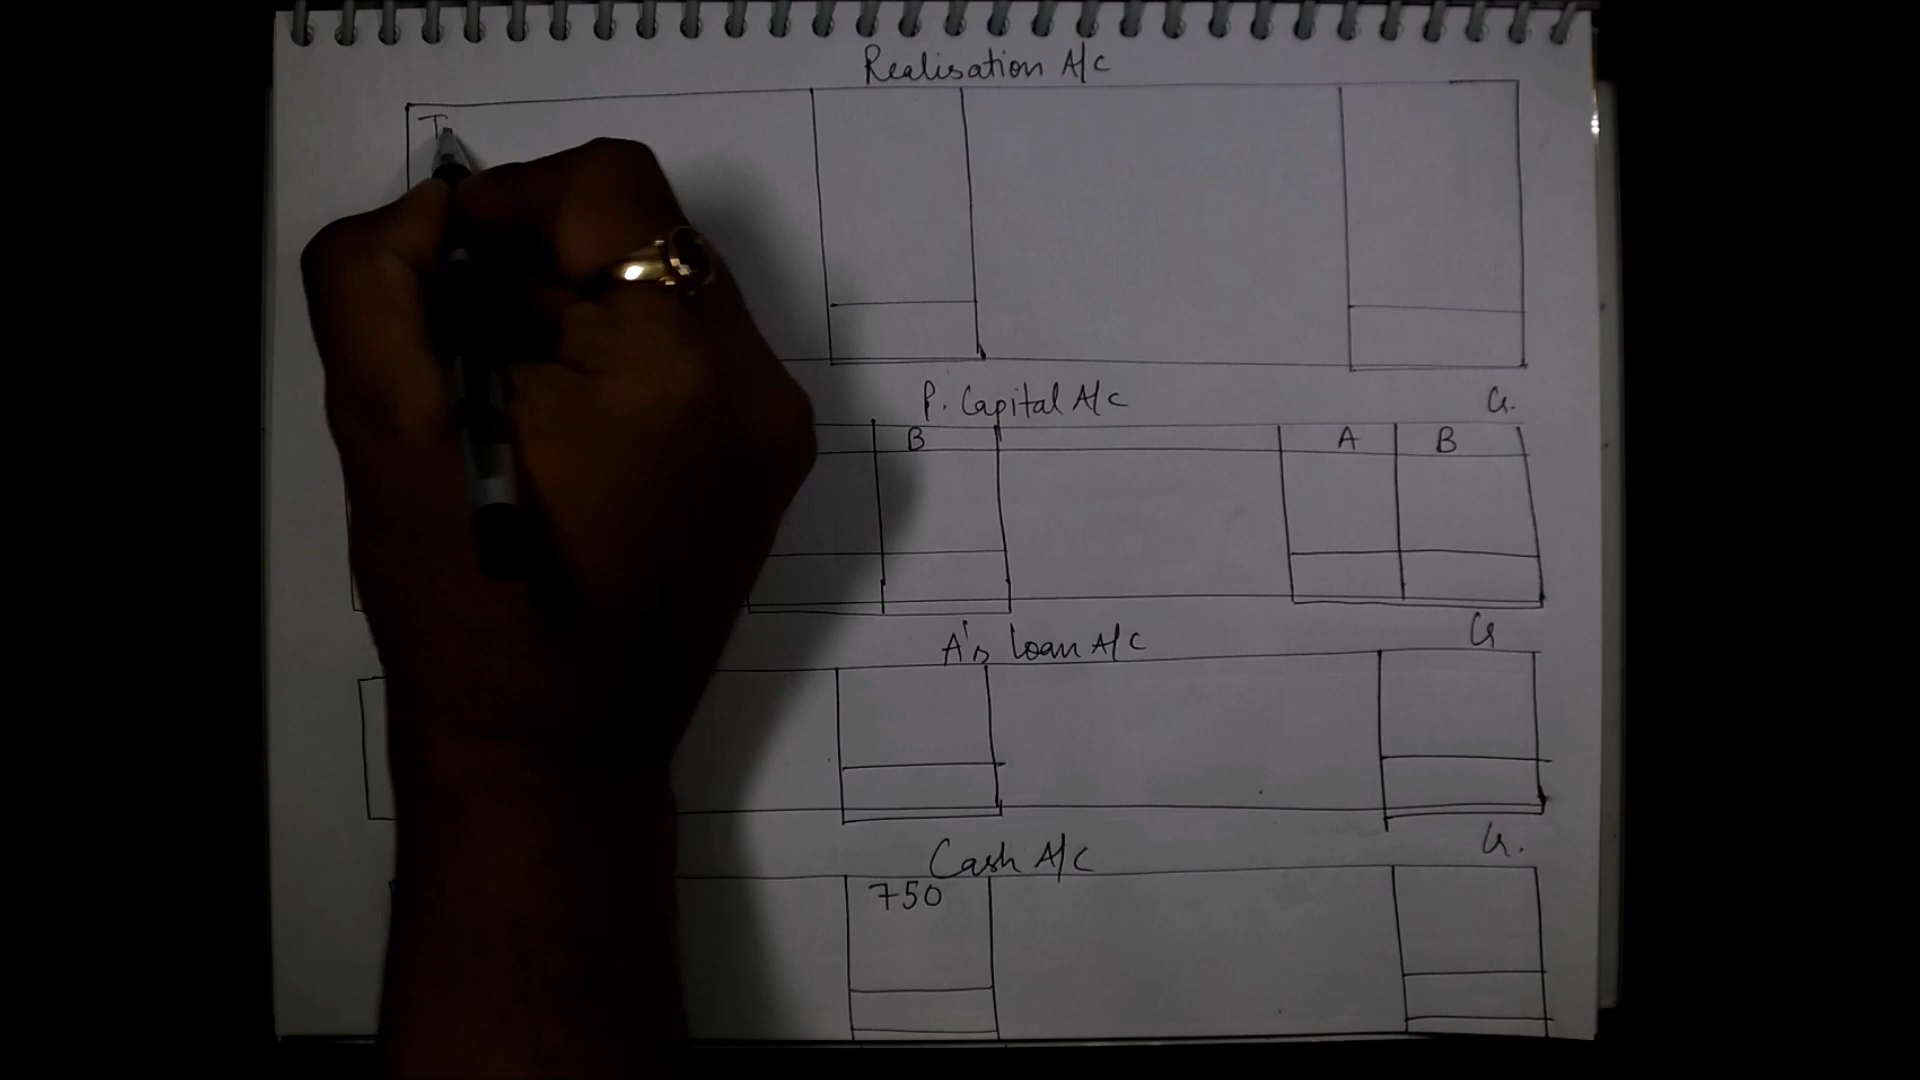 Realisation A/c
T
P. Capital A/c Cr.
B A B
A's loan A/c Cr
Cash A/c Cr.
750